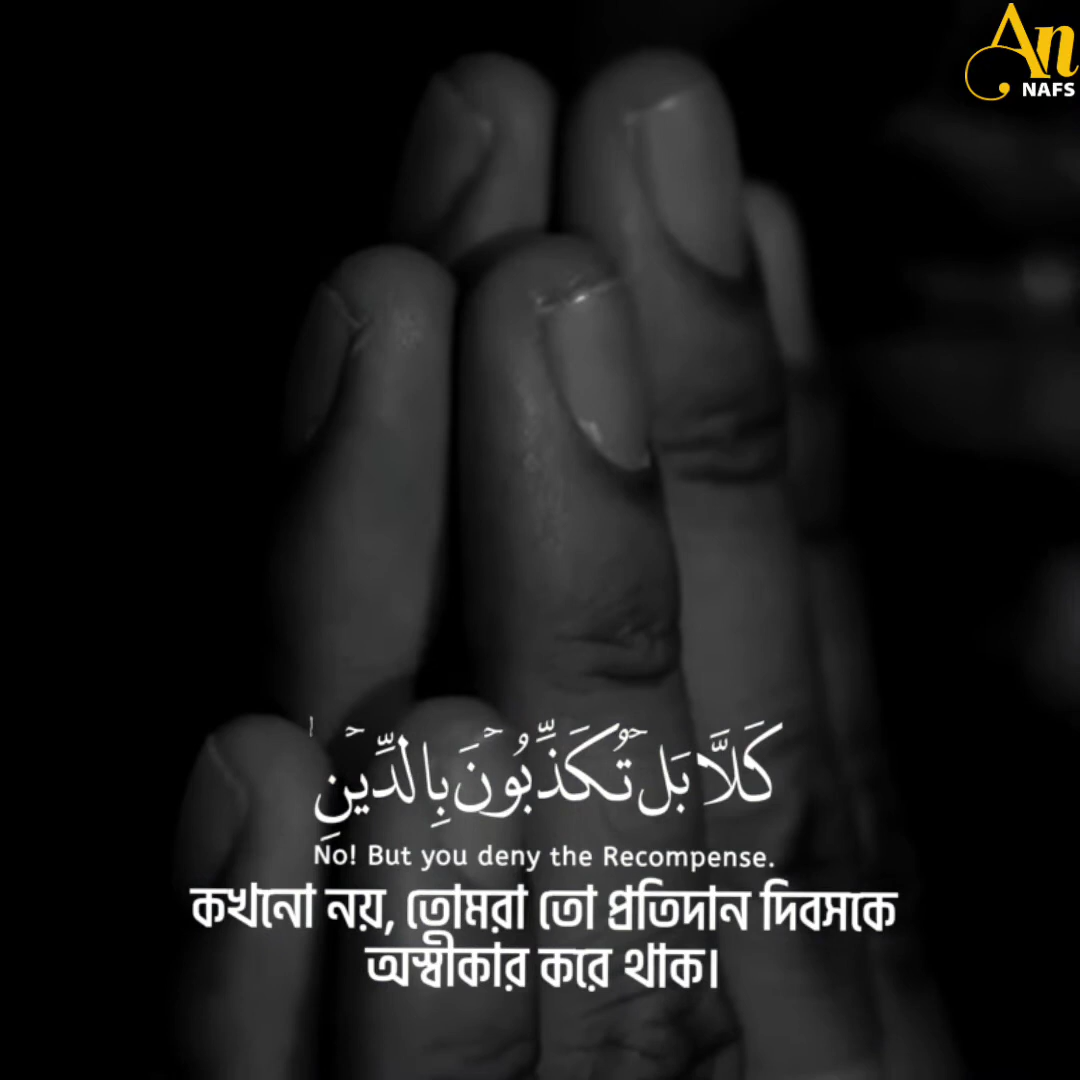 An
NAFS
كَلَّا بَل تُكَذِّبُونَ بِالدِّينِ
No! But you deny the Recompense.
কখনো নয়, তোমরা তো প্রতিদান দিবসকে
অস্বীকার করে থাক।